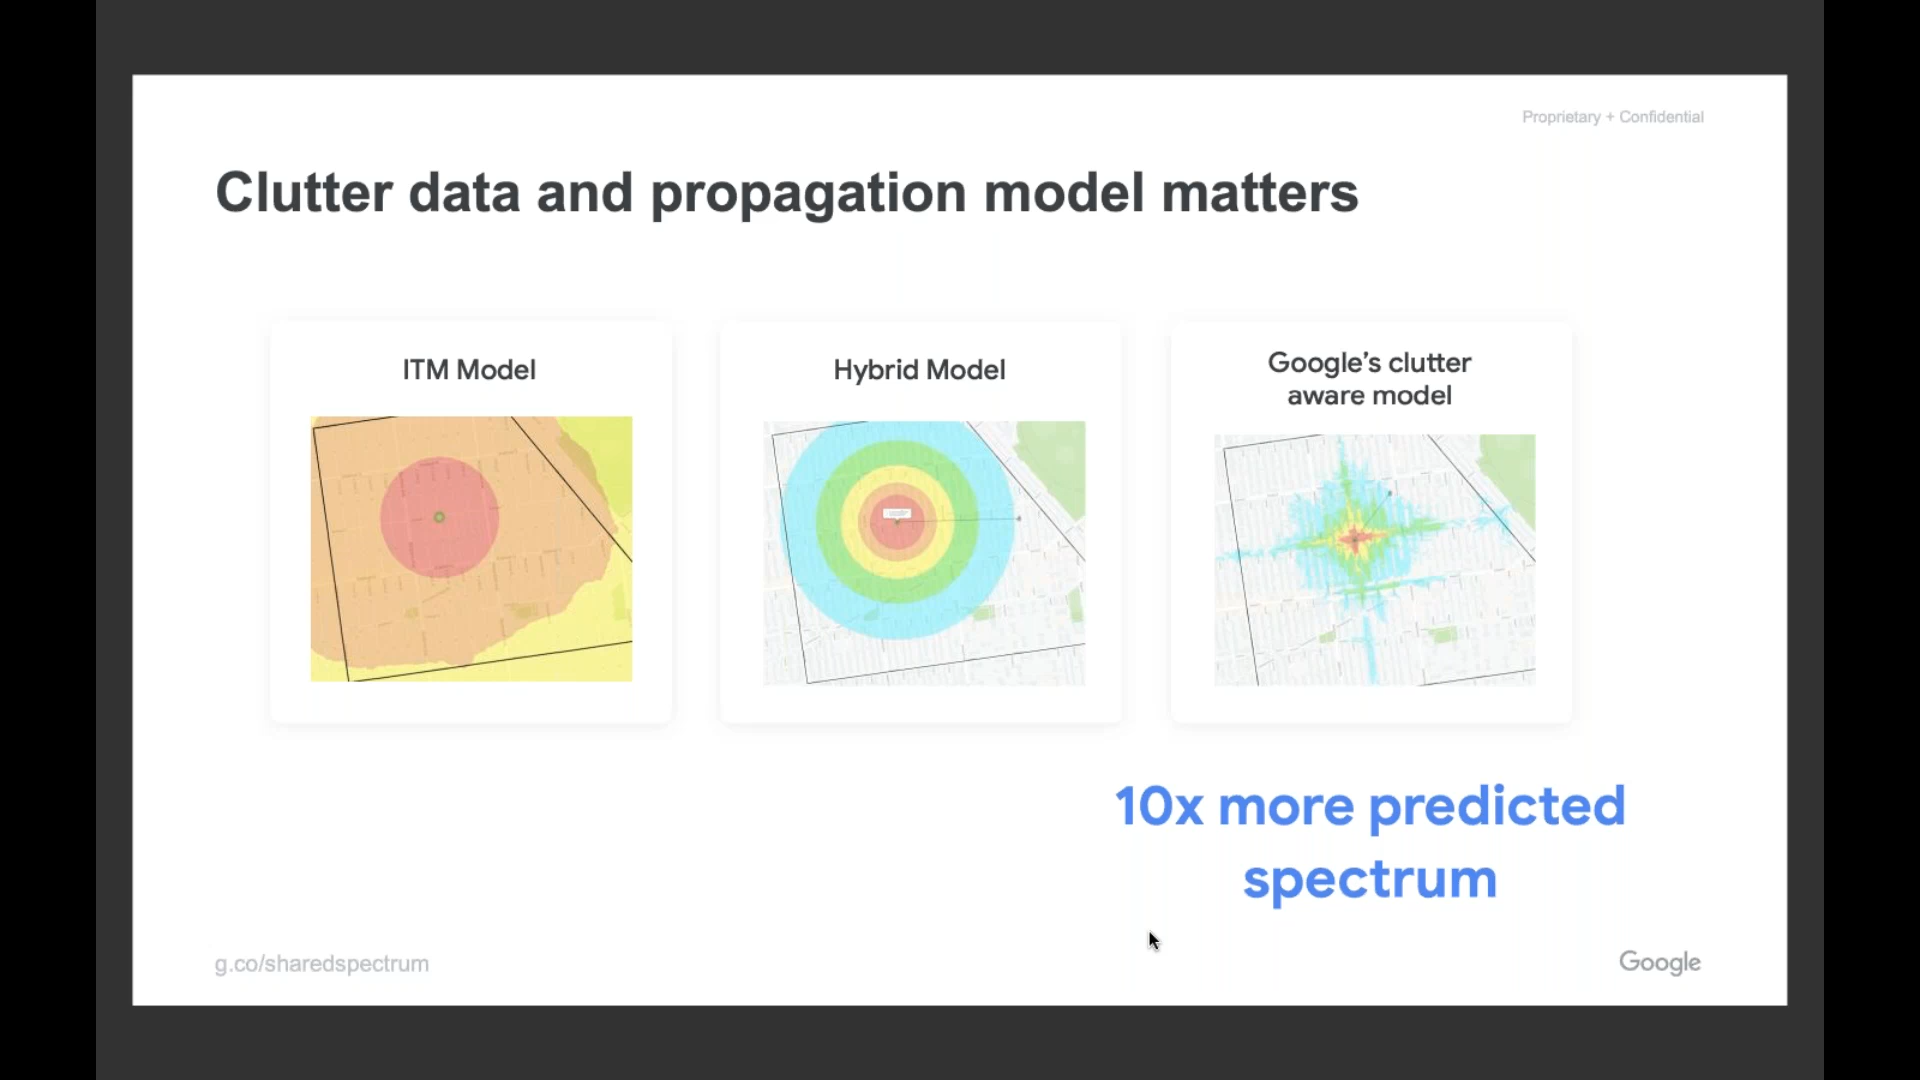 Proprietary + Confidential
Clutter data and propagation model matters
ITM Model
Hybrid Model
Google's clutter
aware model
10x more predicted
spectrum
g.co/sharedspectrum
Google